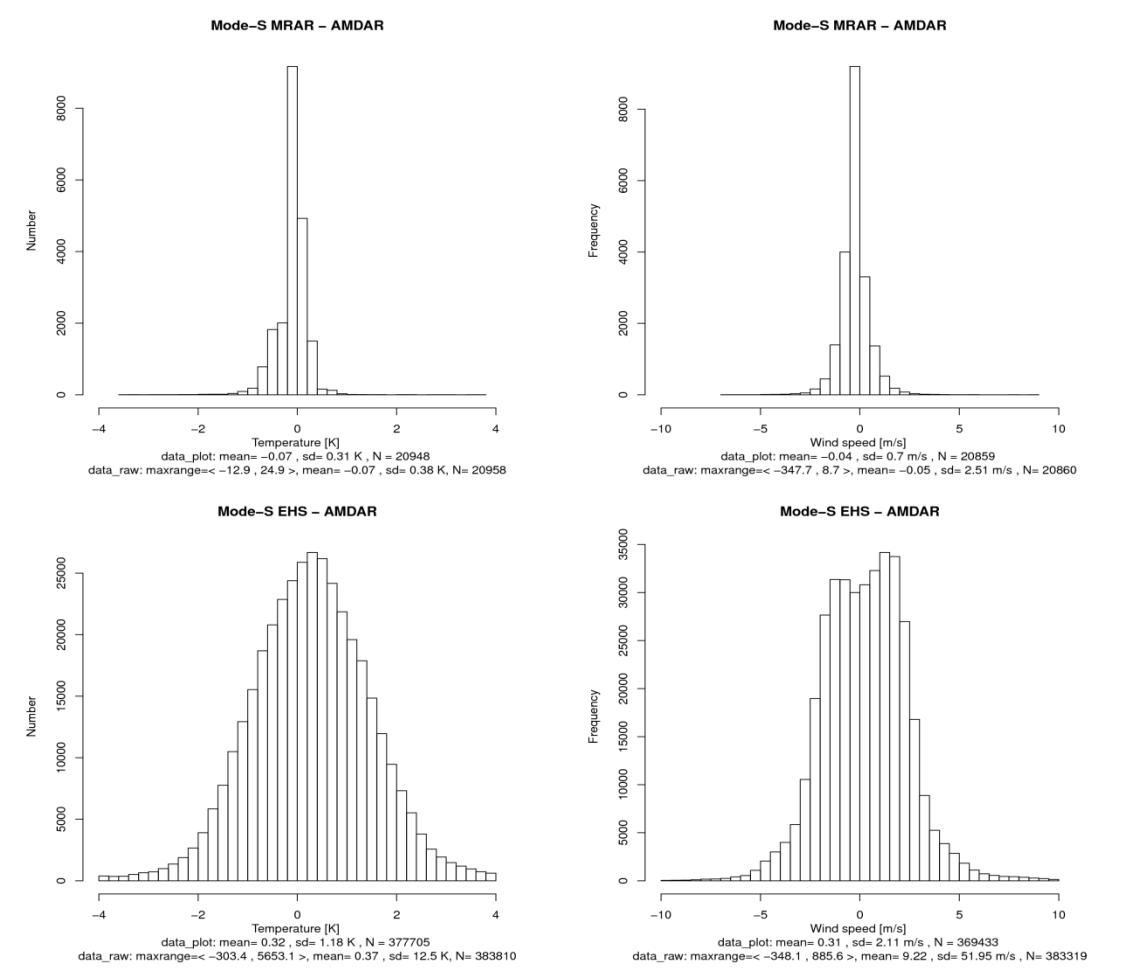 Mode−S MRAR − AMDAR
Number
8000
6000
4000
2000
0
−4 −2 0 2 4
Temperature [K]
data_plot: mean= −0.07 , sd= 0.31 K , N = 20948
data_raw: maxrange=< −12.9 , 24.9 >, mean= −0.07 , sd= 0.38 K, N= 20958
Mode−S MRAR − AMDAR
Frequency
8000
6000
4000
2000
0
−10 −5 0 5 10
Wind speed [m/s]
data_plot: mean= −0.04 , sd= 0.7 m/s , N = 20859
data_raw: maxrange=< −347.7 , 8.7 >, mean= −0.05 , sd= 2.51 m/s , N= 20860
Mode−S EHS − AMDAR
Number
25000
20000
15000
10000
5000
0
−4 −2 0 2 4
Temperature [K]
data_plot: mean= 0.32 , sd= 1.18 K , N = 377705
data_raw: maxrange=< −303.4 , 5653.1 >, mean= 0.37 , sd= 12.5 K, N= 383810
Mode−S EHS − AMDAR
Frequency
35000
30000
25000
20000
15000
10000
5000
0
−10 −5 0 5 10
Wind speed [m/s]
data_plot: mean= 0.31 , sd= 2.11 m/s , N = 369433
data_raw: maxrange=< −348.1 , 885.6 >, mean= 9.22 , sd= 51.95 m/s , N= 383319